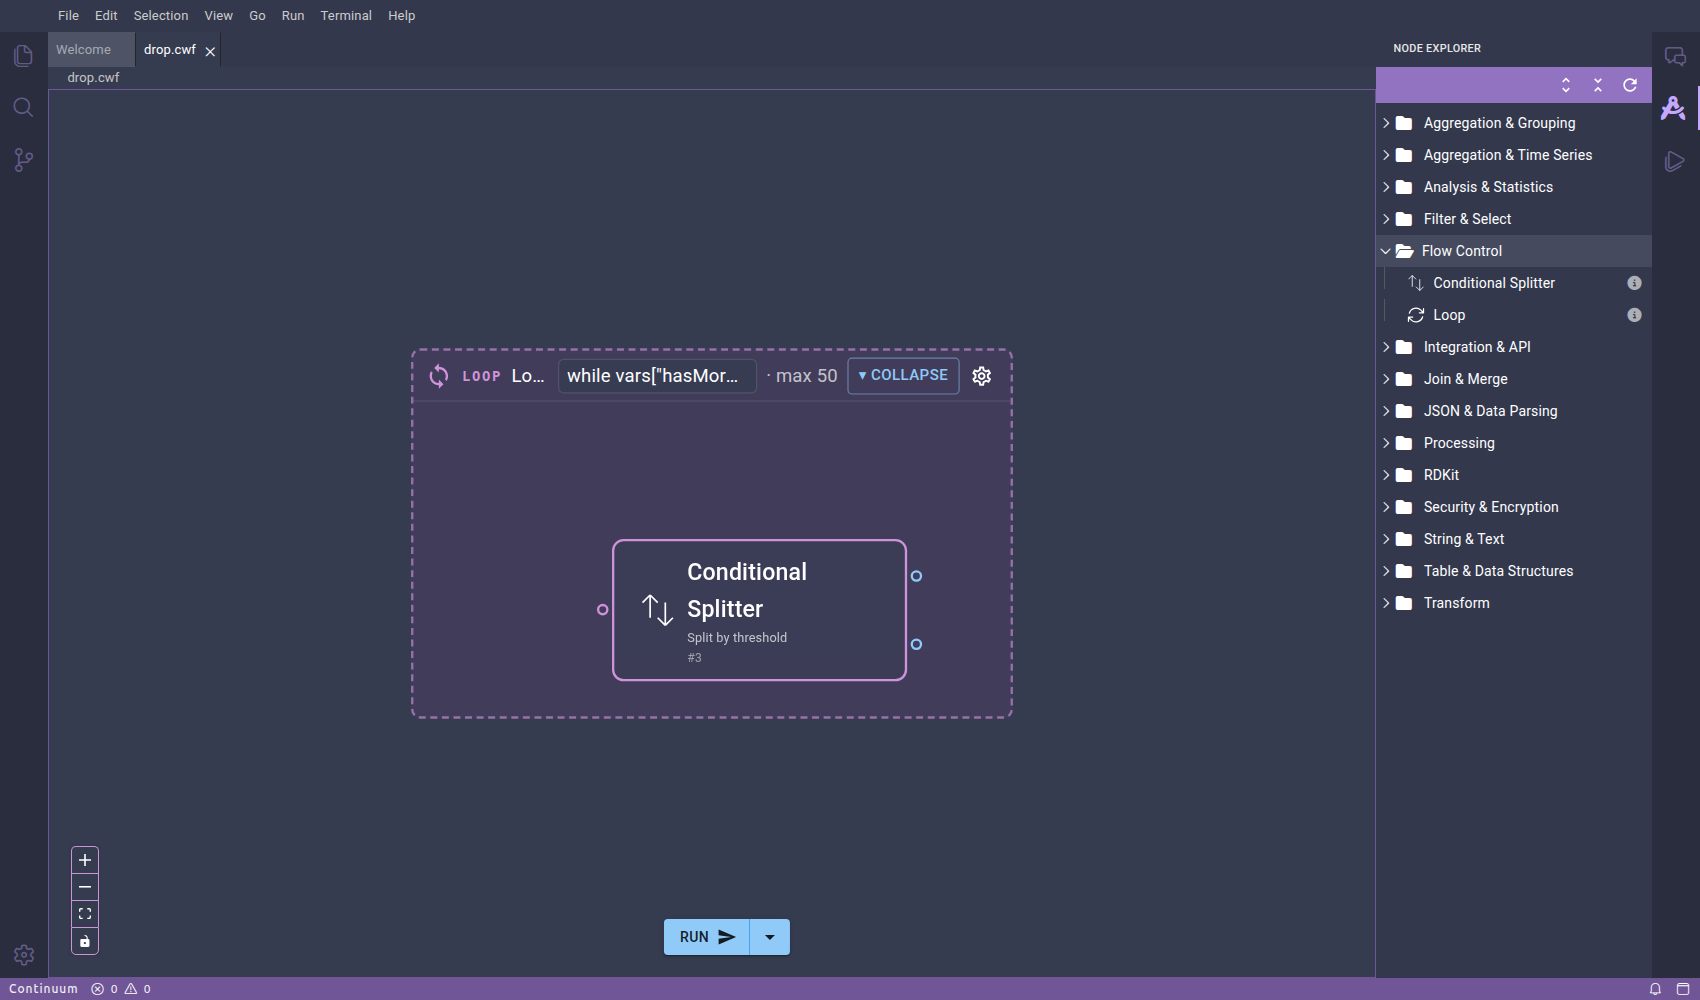 File Edit Selection View Go Run Terminal Help
Welcome drop.cwf
drop.cwf
NODE EXPLORER
Aggregation & Grouping
Aggregation & Time Series
Analysis & Statistics
Filter & Select
Flow Control
Conditional Splitter
Loop
Integration & API
Join & Merge
JSON & Data Parsing
Processing
RDKit
Security & Encryption
String & Text
Table & Data Structures
Transform
LOOP Lo... while vars["hasMor... · max 50 ▾ COLLAPSE
Conditional
Splitter
Split by threshold
#3
RUN
Continuum 0 0